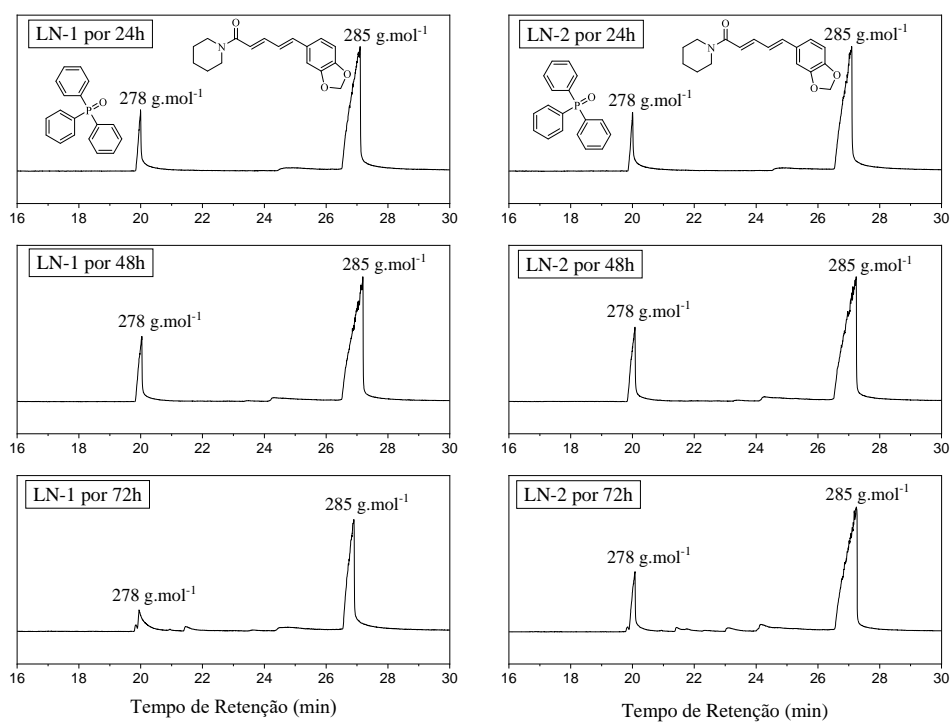 LN-1 por 24h
278 g.mol-1
285 g.mol-1
N
O
O
O
P
O
16 18 20 22 24 26 28 30
LN-2 por 24h
278 g.mol-1
285 g.mol-1
N
O
O
O
P
O
16 18 20 22 24 26 28 30
LN-1 por 48h
278 g.mol-1
285 g.mol-1
16 18 20 22 24 26 28 30
LN-2 por 48h
278 g.mol-1
285 g.mol-1
16 18 20 22 24 26 28 30
LN-1 por 72h
278 g.mol-1
285 g.mol-1
16 18 20 22 24 26 28 30
Tempo de Retenção (min)
LN-2 por 72h
278 g.mol-1
285 g.mol-1
16 18 20 22 24 26 28 30
Tempo de Retenção (min)